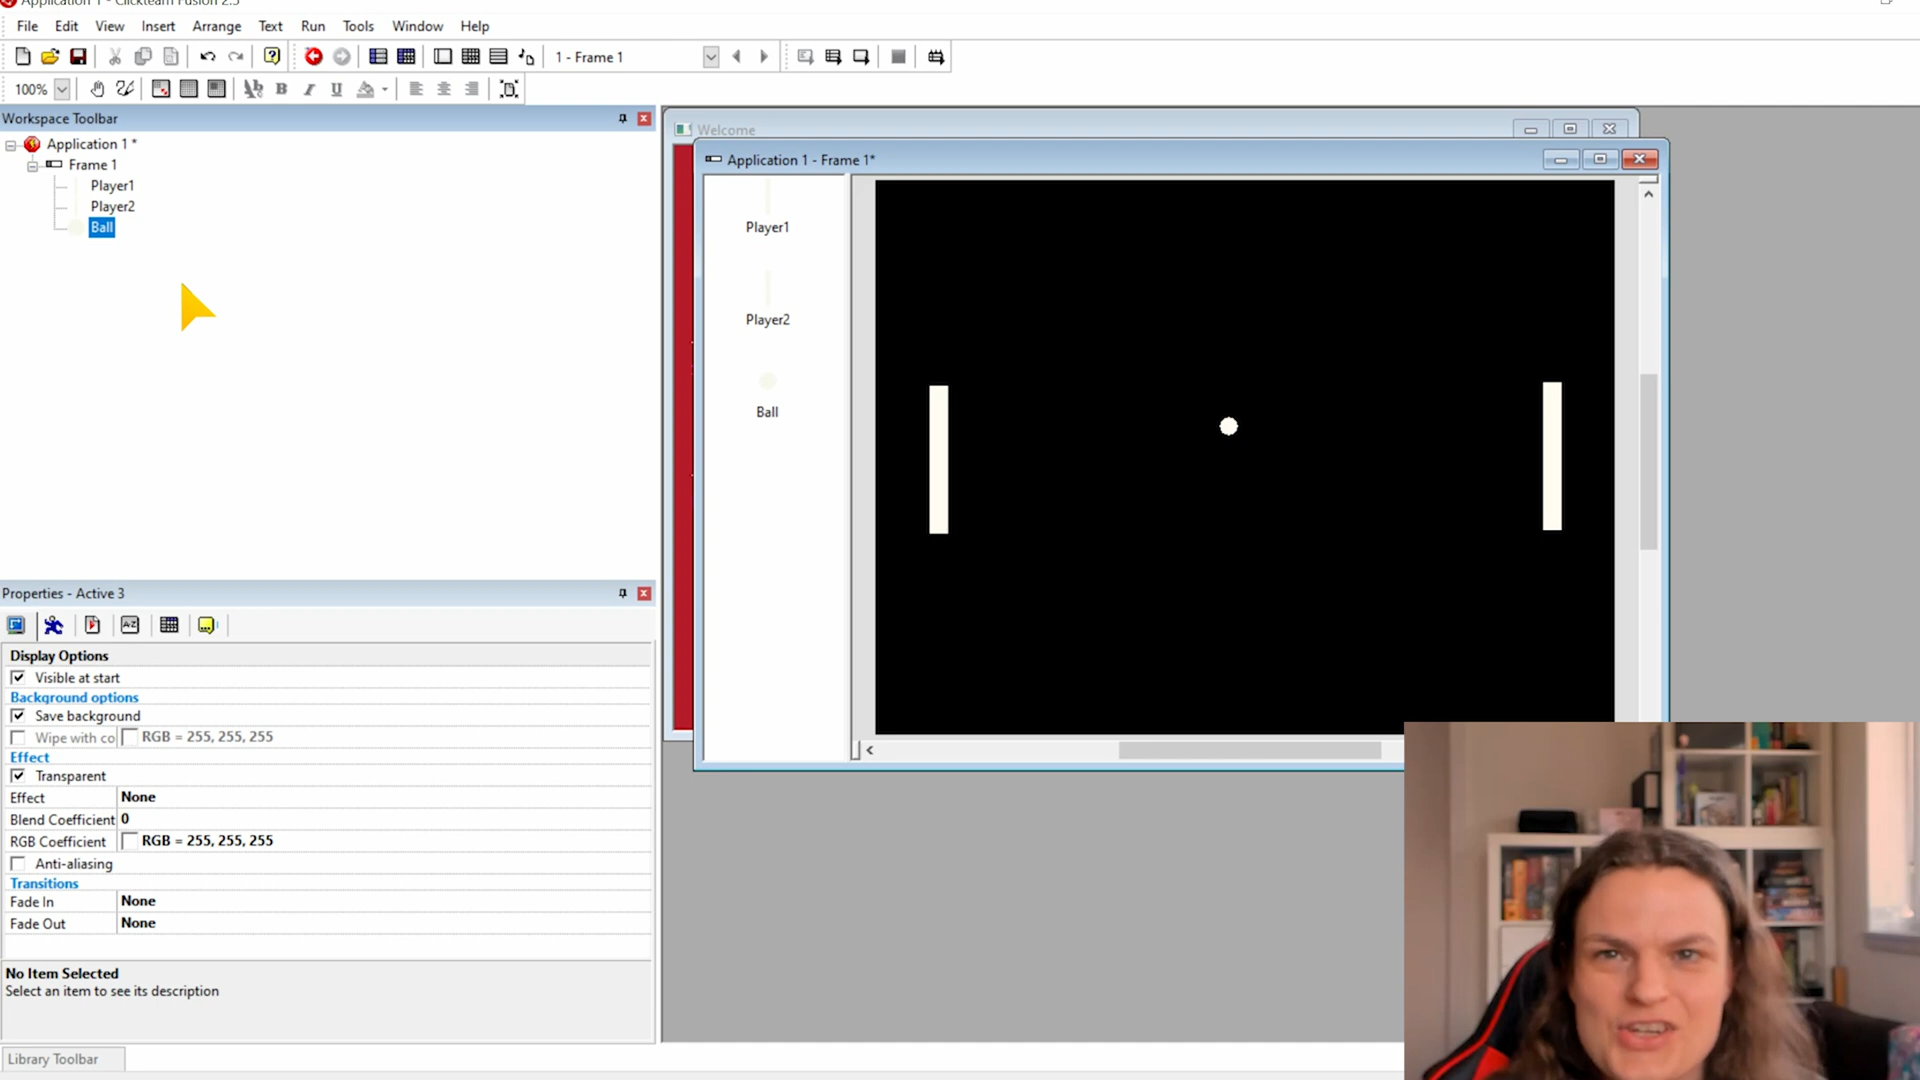 Application 1 - Clickteam Fusion 2.5
File Edit View Insert Arrange Text Run Tools Window Help
1 - Frame 1
100%
Workspace Toolbar
Application 1 *
Frame 1
Player1
Player2
Ball
Welcome
Application 1 - Frame 1*
Player1
Player2
Ball
Properties - Active 3
Display Options
Visible at start
Background options
Save background
Wipe with co RGB = 255, 255, 255
Effect
Transparent
Effect None
Blend Coefficient 0
RGB Coefficient RGB = 255, 255, 255
Anti-aliasing
Transitions
Fade In None
Fade Out None
No Item Selected
Select an item to see its description
Library Toolbar